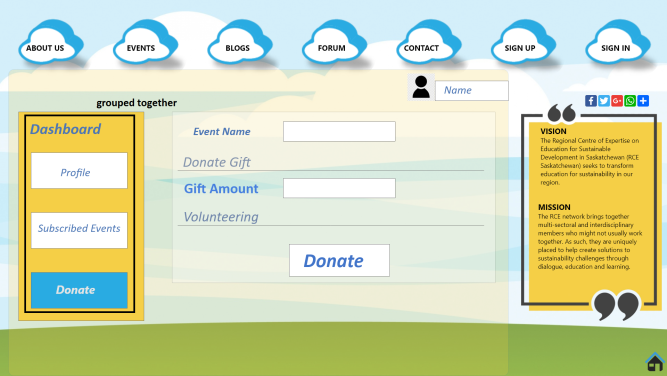 ABOUT US
EVENTS
BLOGS
FORUM
CONTACT
SIGN UP
SIGN IN
Name
grouped together
Dashboard
Profile
Subscribed Events
Donate
Event Name
Donate Gift
Gift Amount
Volunteering
Donate
VISION
The Regional Centre of Expertise on
Education for Sustainable
Development in Saskatchewan (RCE
Saskatchewan) seeks to transform
education for sustainability in our
region.
MISSION
The RCE network brings together
multi-sectoral and interdisciplinary
members who might not usually work
together. As such, they are uniquely
placed to help create solutions to
sustainability challenges through
dialogue, education and learning.